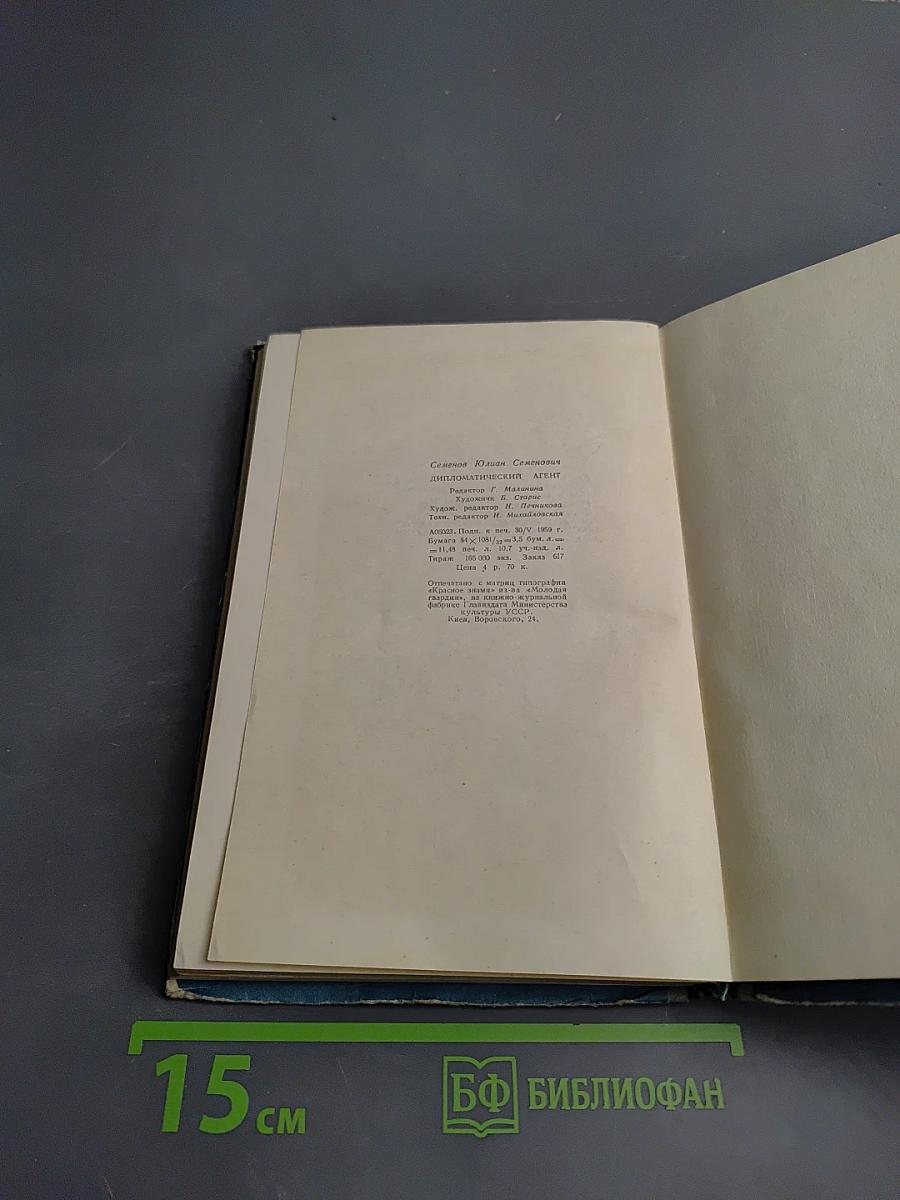 Семенов Юлиан Семенович
ДИПЛОМАТИЧЕСКИЙ АГЕНТ
Редактор Г. Малинина
Художник Б. Старис
Худож. редактор Н. Печникова
Техн. редактор И. Михайловская
А05523. Подп. к печ. 30/V 1959 г.
Бумага 84×1081/32=3,5 бум. л.=
=11,48 печ. л. 10,7 уч.-изд. л.
Тираж 165 000 экз. Заказ 617
Цена 4 р. 70 к.
Отпечатано с матриц типографии
«Красное знамя» из-ва «Молодая
гвардия», на книжно-журнальной
фабрике Главиздата Министерства
культуры УССР.
Киев, Воровского, 24.
15 см
БФ БИБЛИОФАН